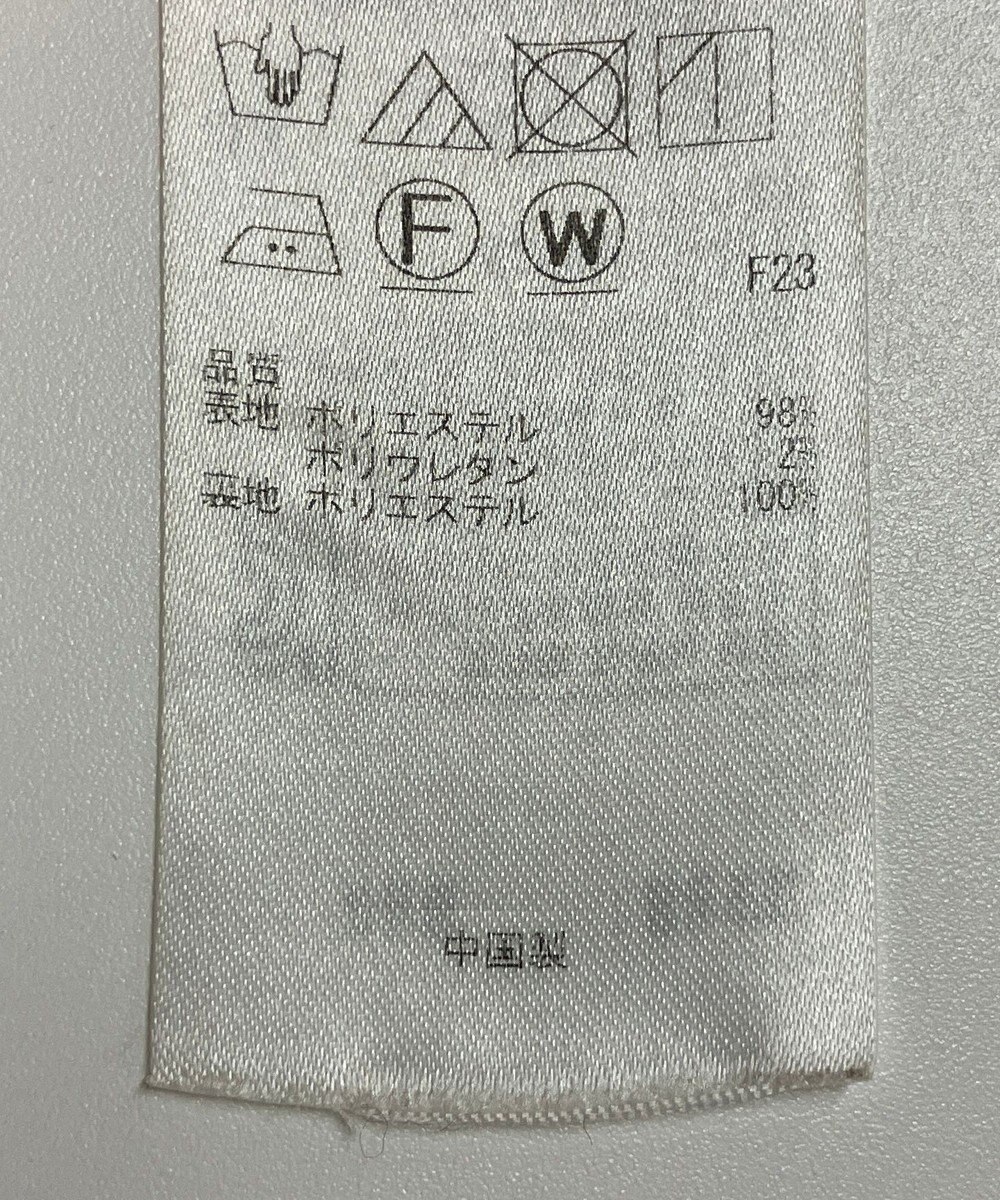 F W
F23
品質
表地 ポリエステル 98%
ポリウレタン 2%
裏地 ポリエステル 100%
中国製